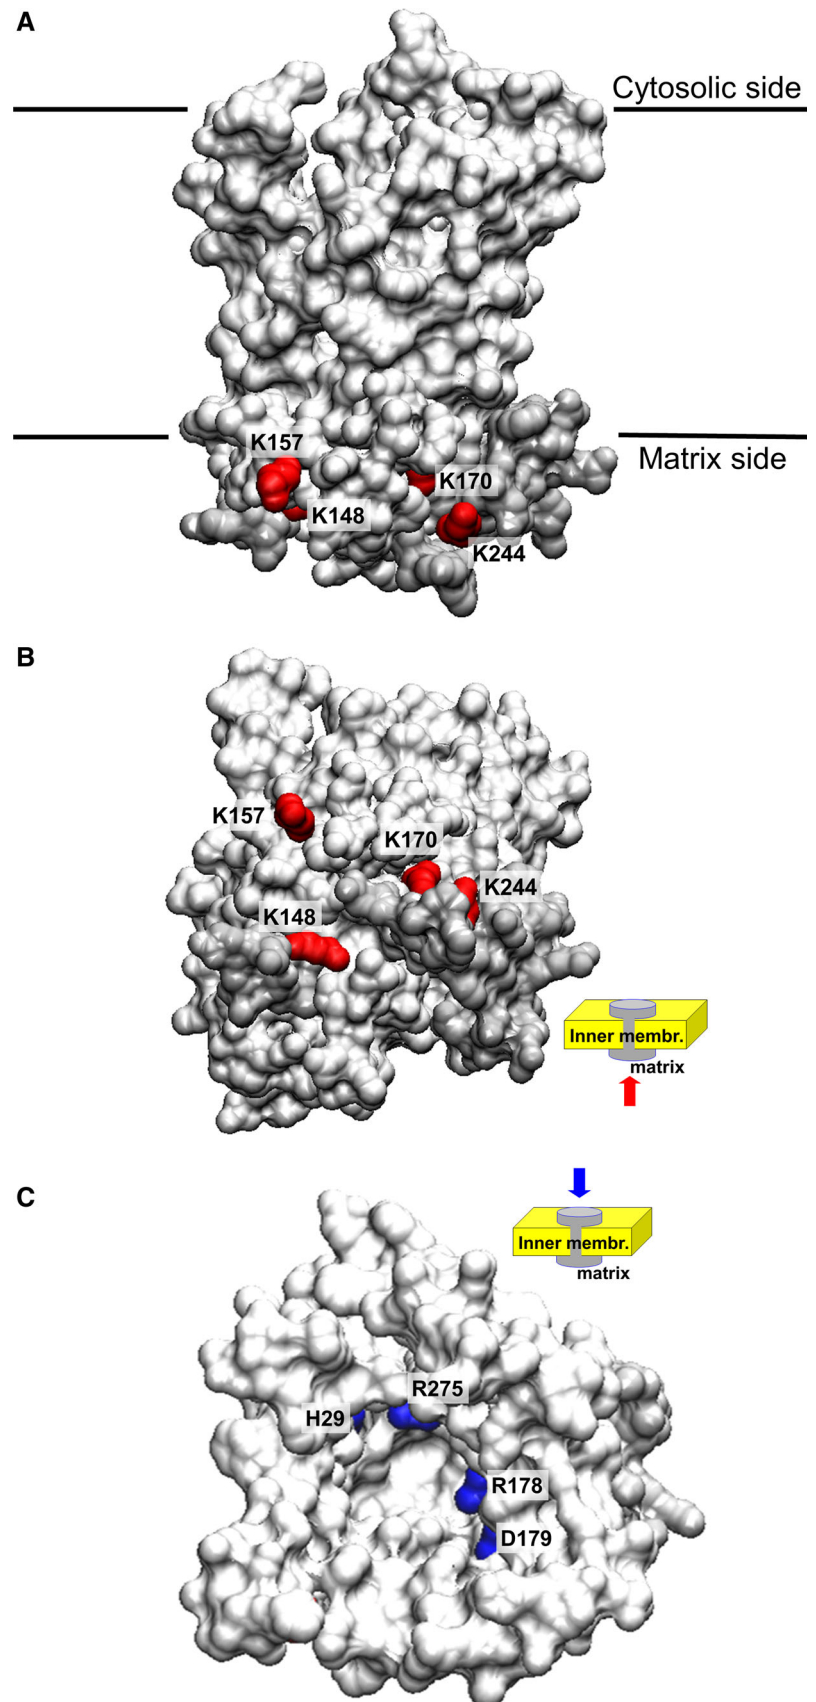 A
Cytosolic side
K157
Matrix side
K170
K148
K244
B
K157
K170
K244
K148
Inner membr.
matrix
C
Inner membr.
matrix
R275
H29
R178
D179